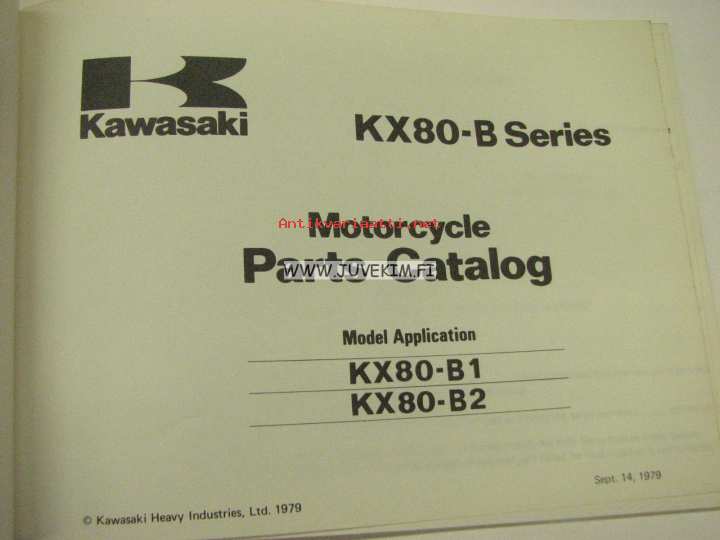 Kawasaki
KX80-B Series
Antikvariaatti.net
Motorcycle
Parts Catalog
WWW.JUVEKIM.FI
Model Application
KX80-B1
KX80-B2
Sept. 14, 1979
© Kawasaki Heavy Industries, Ltd. 1979